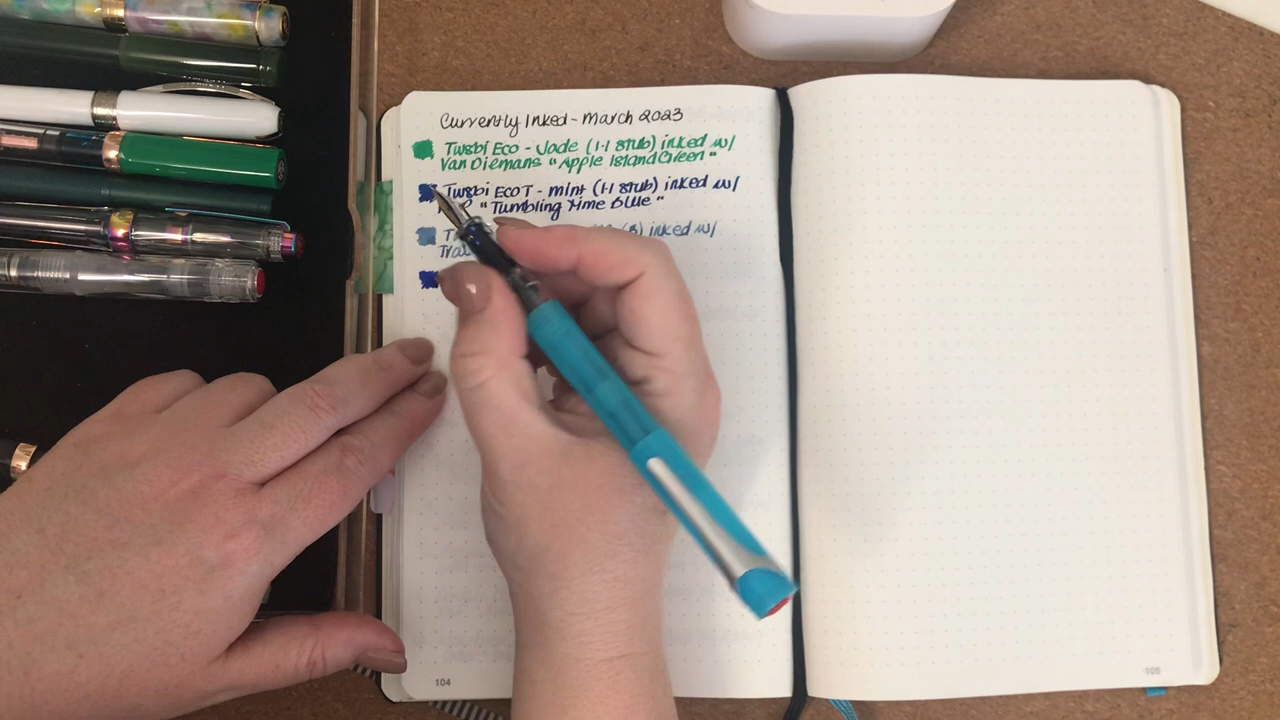 Currently Inked - March 2023
Twsbi Eco - Jade (1.1 stub) inked w/
Van Diemans "Apple Island Green"
Twsbi Eco T - mint (1.1 stub) inked w/
"Tumbling Time Blue"
(B) inked w/
104
105